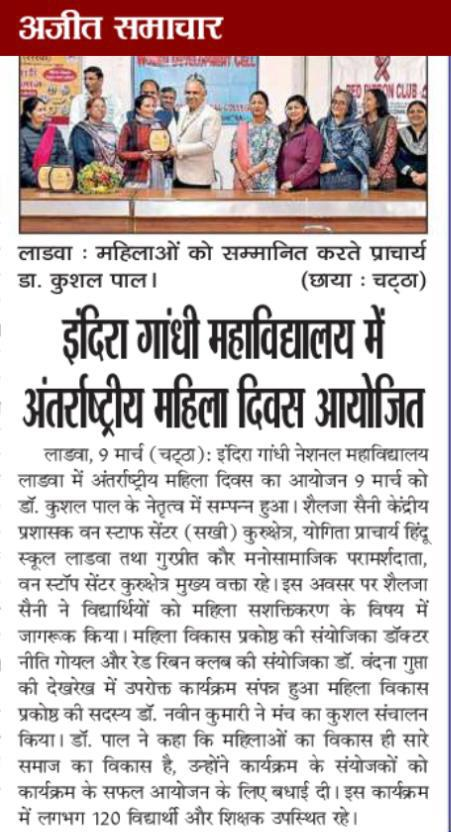 अजीत समाचार
WOMEN DEVELOPMENT CELL
RED RIBBON CLUB
लाडवा : महिलाओं को सम्मानित करते प्राचार्य
डा. कुशल पाल। (छाया : चट्ठा)
इंदिरा गांधी महाविद्यालय में
अंतर्राष्ट्रीय महिला दिवस आयोजित
लाडवा, 9 मार्च (चट्ठा): इंदिरा गांधी नेशनल महाविद्यालय
लाडवा में अंतर्राष्ट्रीय महिला दिवस का आयोजन 9 मार्च को
डॉ. कुशल पाल के नेतृत्व में सम्पन्न हुआ। शैलजा सैनी केंद्रीय
प्रशासक वन स्टाफ सेंटर (सखी) कुरुक्षेत्र, योगिता प्राचार्य हिंदू
स्कूल लाडवा तथा गुरप्रीत कौर मनोसामाजिक परामर्शदाता,
वन स्टॉप सेंटर कुरुक्षेत्र मुख्य वक्ता रहे। इस अवसर पर शैलजा
सैनी ने विद्यार्थियों को महिला सशक्तिकरण के विषय में
जागरूक किया। महिला विकास प्रकोष्ठ की संयोजिका डॉक्टर
नीति गोयल और रेड रिबन क्लब की संयोजिका डॉ. वंदना गुप्ता
की देखरेख में उपरोक्त कार्यक्रम संपन्न हुआ महिला विकास
प्रकोष्ठ की सदस्य डॉ. नवीन कुमारी ने मंच का कुशल संचालन
किया। डॉ. पाल ने कहा कि महिलाओं का विकास ही सारे
समाज का विकास है, उन्होंने कार्यक्रम के संयोजकों को
कार्यक्रम के सफल आयोजन के लिए बधाई दी। इस कार्यक्रम
में लगभग 120 विद्यार्थी और शिक्षक उपस्थित रहे।